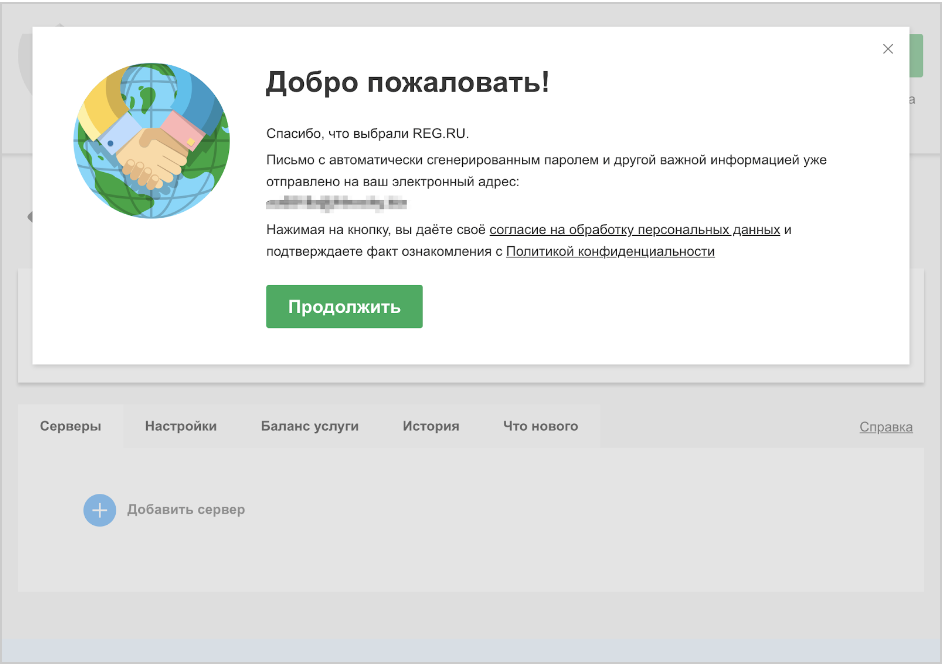 Добро пожаловать!
Спасибо, что выбрали REG.RU.
Письмо с автоматически сгенерированным паролем и другой важной информацией уже
отправлено на ваш электронный адрес:
Нажимая на кнопку, вы даёте своё согласие на обработку персональных данных и
подтверждаете факт ознакомления с Политикой конфиденциальности
Продолжить
а
Серверы Настройки Баланс услуги История Что нового Справка
Добавить сервер